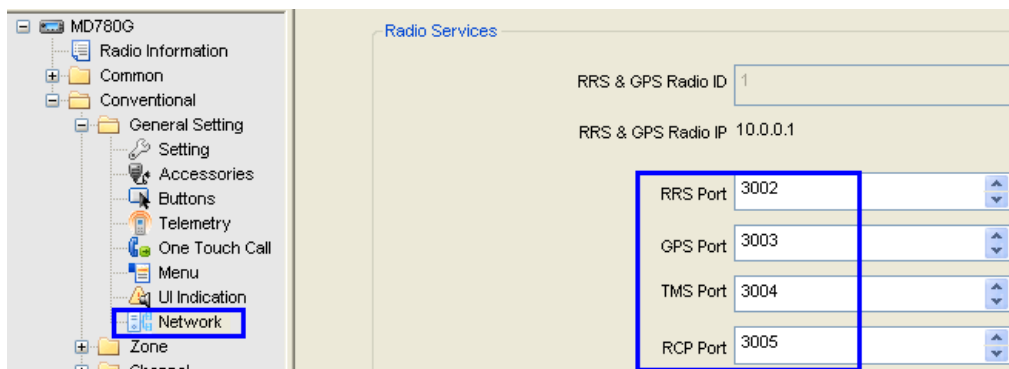 MD780G
Radio Information
Common
Conventional
General Setting
Setting
Accessories
Buttons
Telemetry
One Touch Call
Menu
UI Indication
Network
Zone
Channel
Radio Services
RRS & GPS Radio ID 1
RRS & GPS Radio IP 10.0.0.1
RRS Port 3002
GPS Port 3003
TMS Port 3004
RCP Port 3005